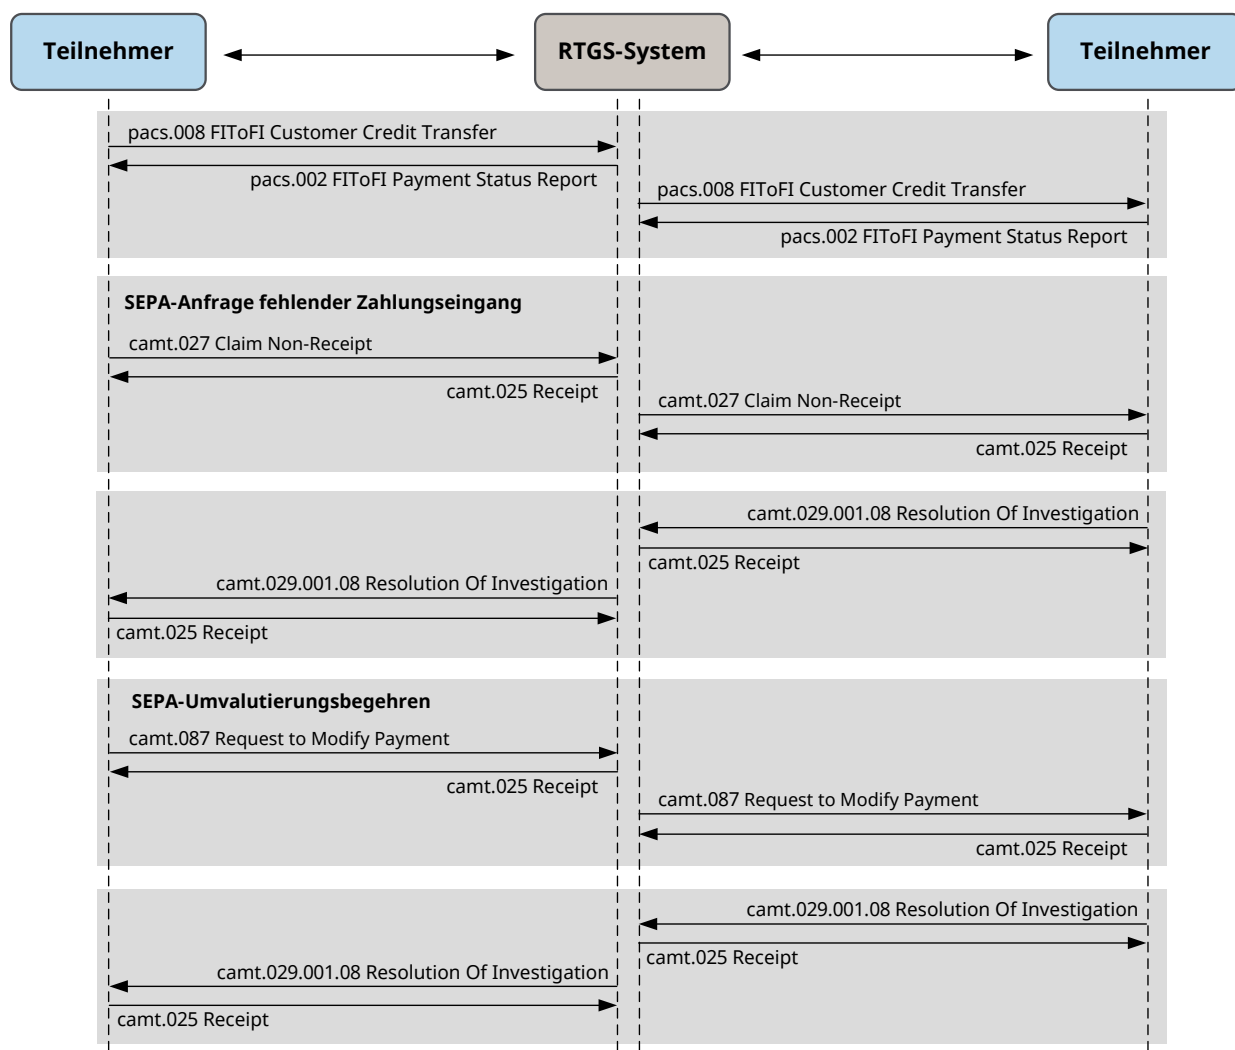 Teilnehmer
RTGS-System
Teilnehmer
pacs.008 FIToFI Customer Credit Transfer
pacs.002 FIToFI Payment Status Report
pacs.008 FIToFI Customer Credit Transfer
pacs.002 FIToFI Payment Status Report
SEPA-Anfrage fehlender Zahlungseingang
camt.027 Claim Non-Receipt
camt.025 Receipt
camt.027 Claim Non-Receipt
camt.025 Receipt
camt.029.001.08 Resolution Of Investigation
camt.025 Receipt
camt.029.001.08 Resolution Of Investigation
camt.025 Receipt
SEPA-Umvalutierungsbegehren
camt.087 Request to Modify Payment
camt.025 Receipt
camt.087 Request to Modify Payment
camt.025 Receipt
camt.029.001.08 Resolution Of Investigation
camt.025 Receipt
camt.029.001.08 Resolution Of Investigation
camt.025 Receipt